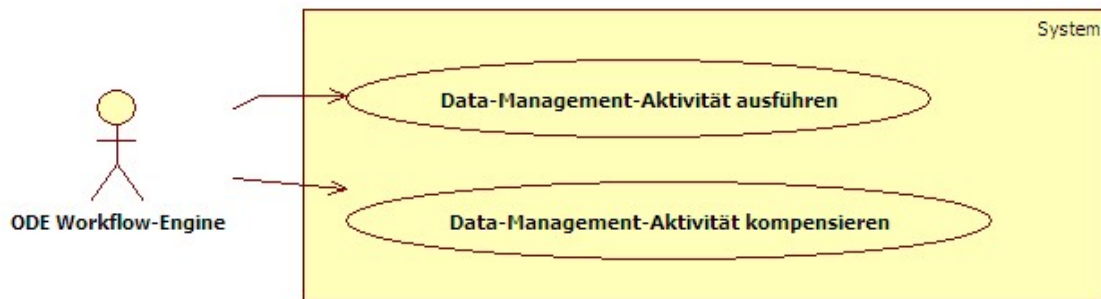 System
Data-Management-Aktivität ausführen
ODE Workflow-Engine
Data-Management-Aktivität kompensieren